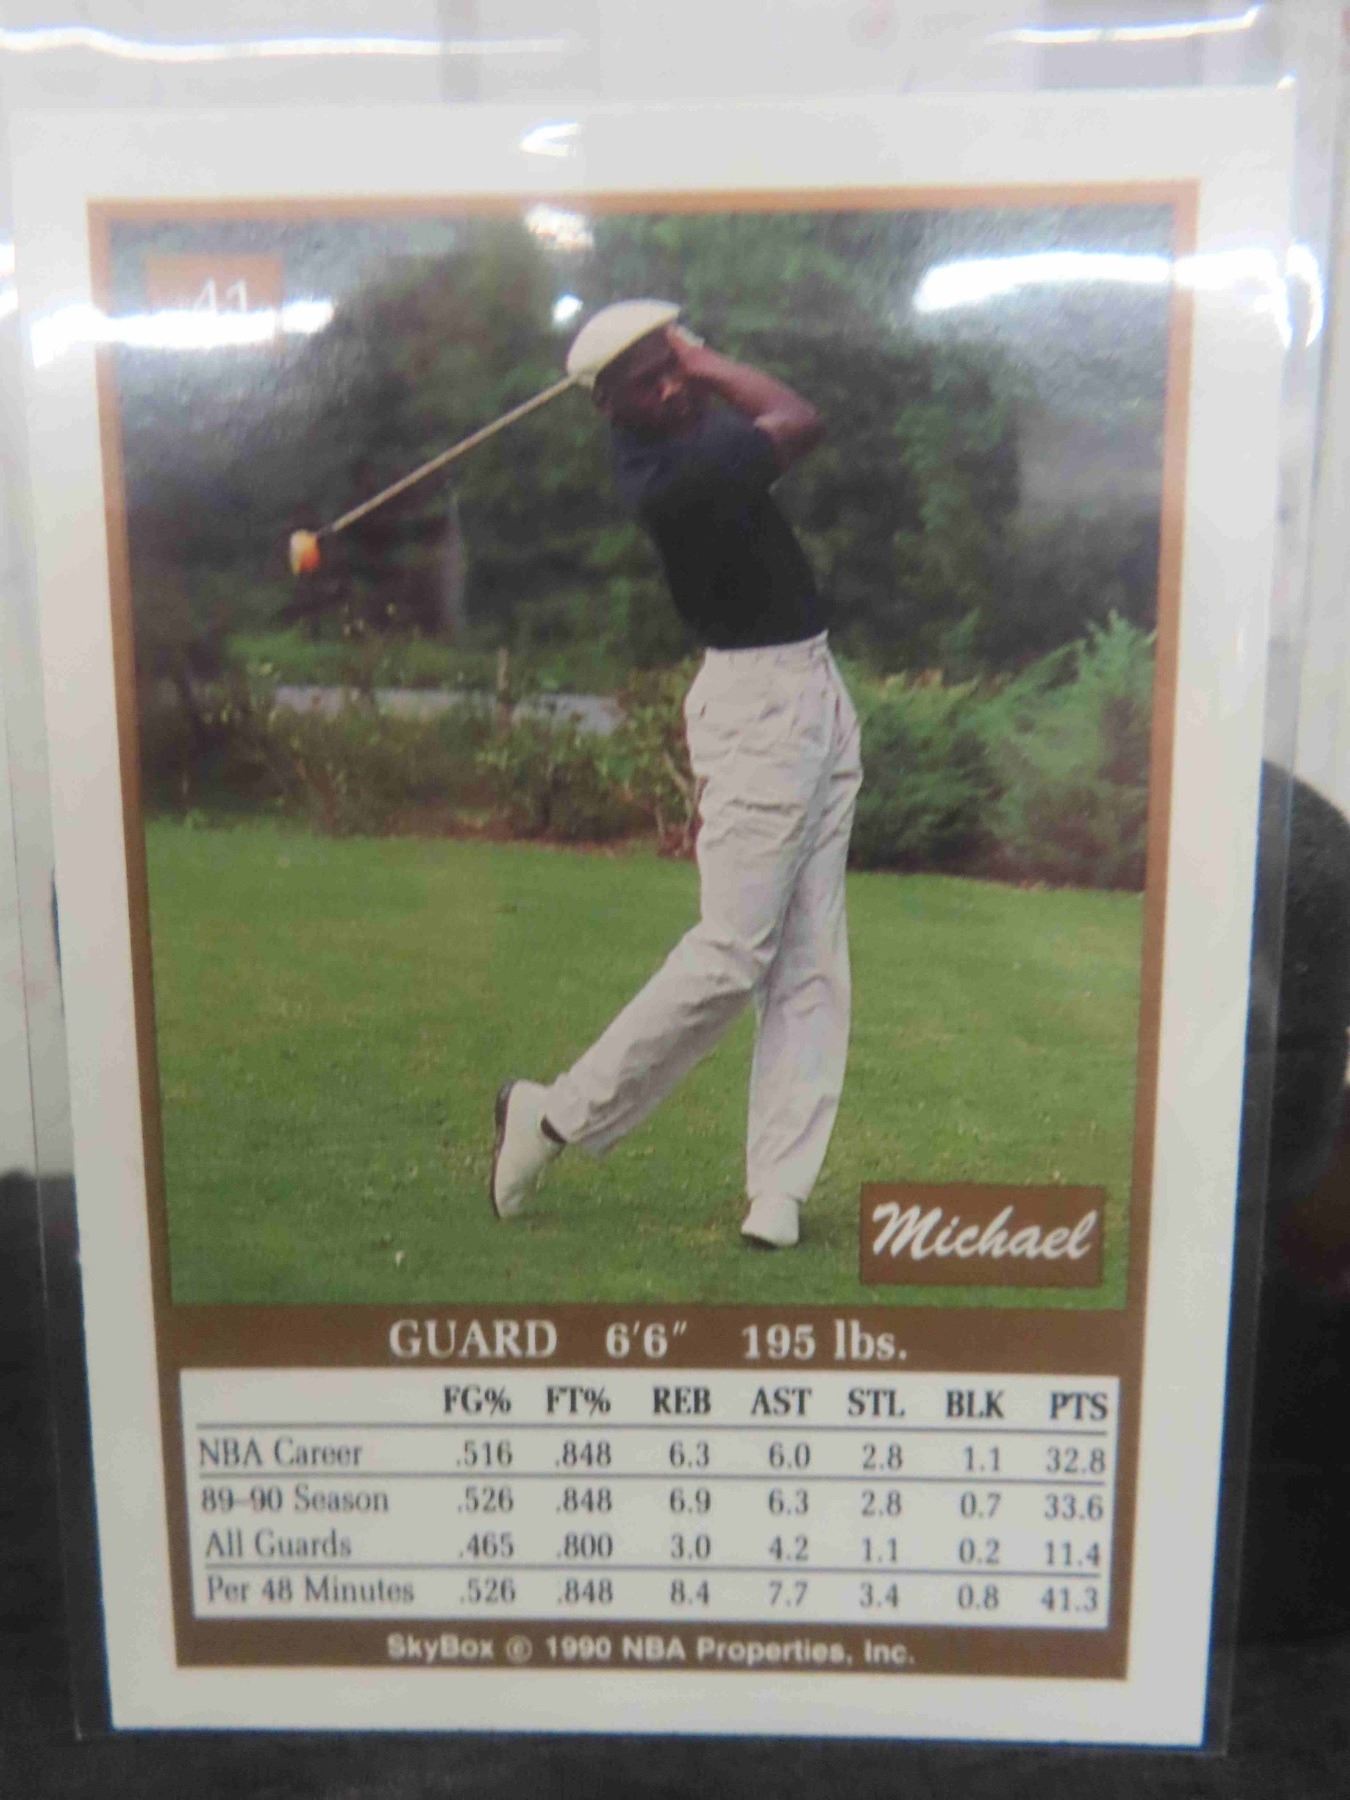 41
Michael
GUARD 6'6" 195 lbs.
FG% FT% REB AST STL BLK PTS
NBA Career .516 .848 6.3 6.0 2.8 1.1 32.8
89-90 Season .526 .848 6.9 6.3 2.8 0.7 33.6
All Guards .465 .800 3.0 4.2 1.1 0.2 11.4
Per 48 Minutes .526 .848 8.4 7.7 3.4 0.8 41.3
SkyBox © 1990 NBA Properties, Inc.